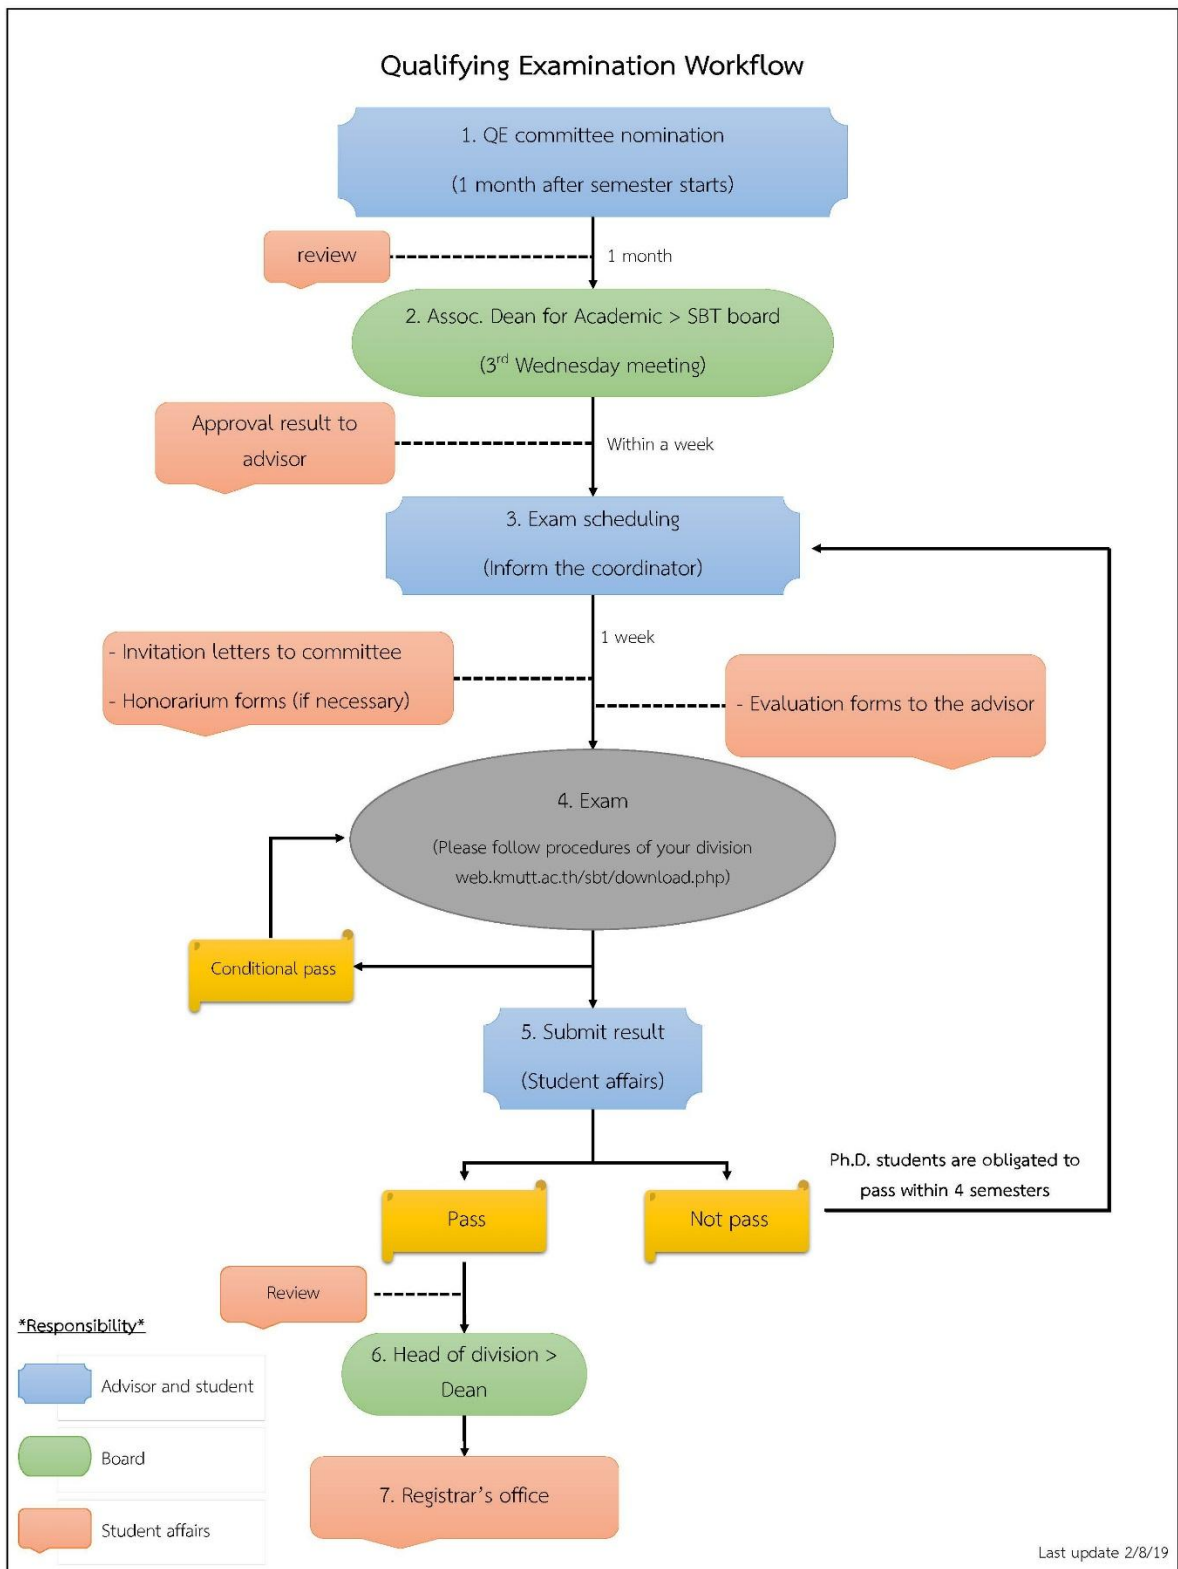 Qualifying Examination Workflow
1. QE committee nomination
(1 month after semester starts)
review
1 month
2. Assoc. Dean for Academic > SBT board
(3rd Wednesday meeting)
Approval result to
advisor
Within a week
3. Exam scheduling
(Inform the coordinator)
1 week
- Invitation letters to committee
- Honorarium forms (if necessary)
- Evaluation forms to the advisor
4. Exam
(Please follow procedures of your division
web.kmutt.ac.th/sbt/download.php)
Conditional pass
5. Submit result
(Student affairs)
Ph.D. students are obligated to
pass within 4 semesters
Pass
Not pass
Review
6. Head of division >
Dean
7. Registrar's office
*Responsibility*
Advisor and student
Board
Student affairs
Last update 2/8/19